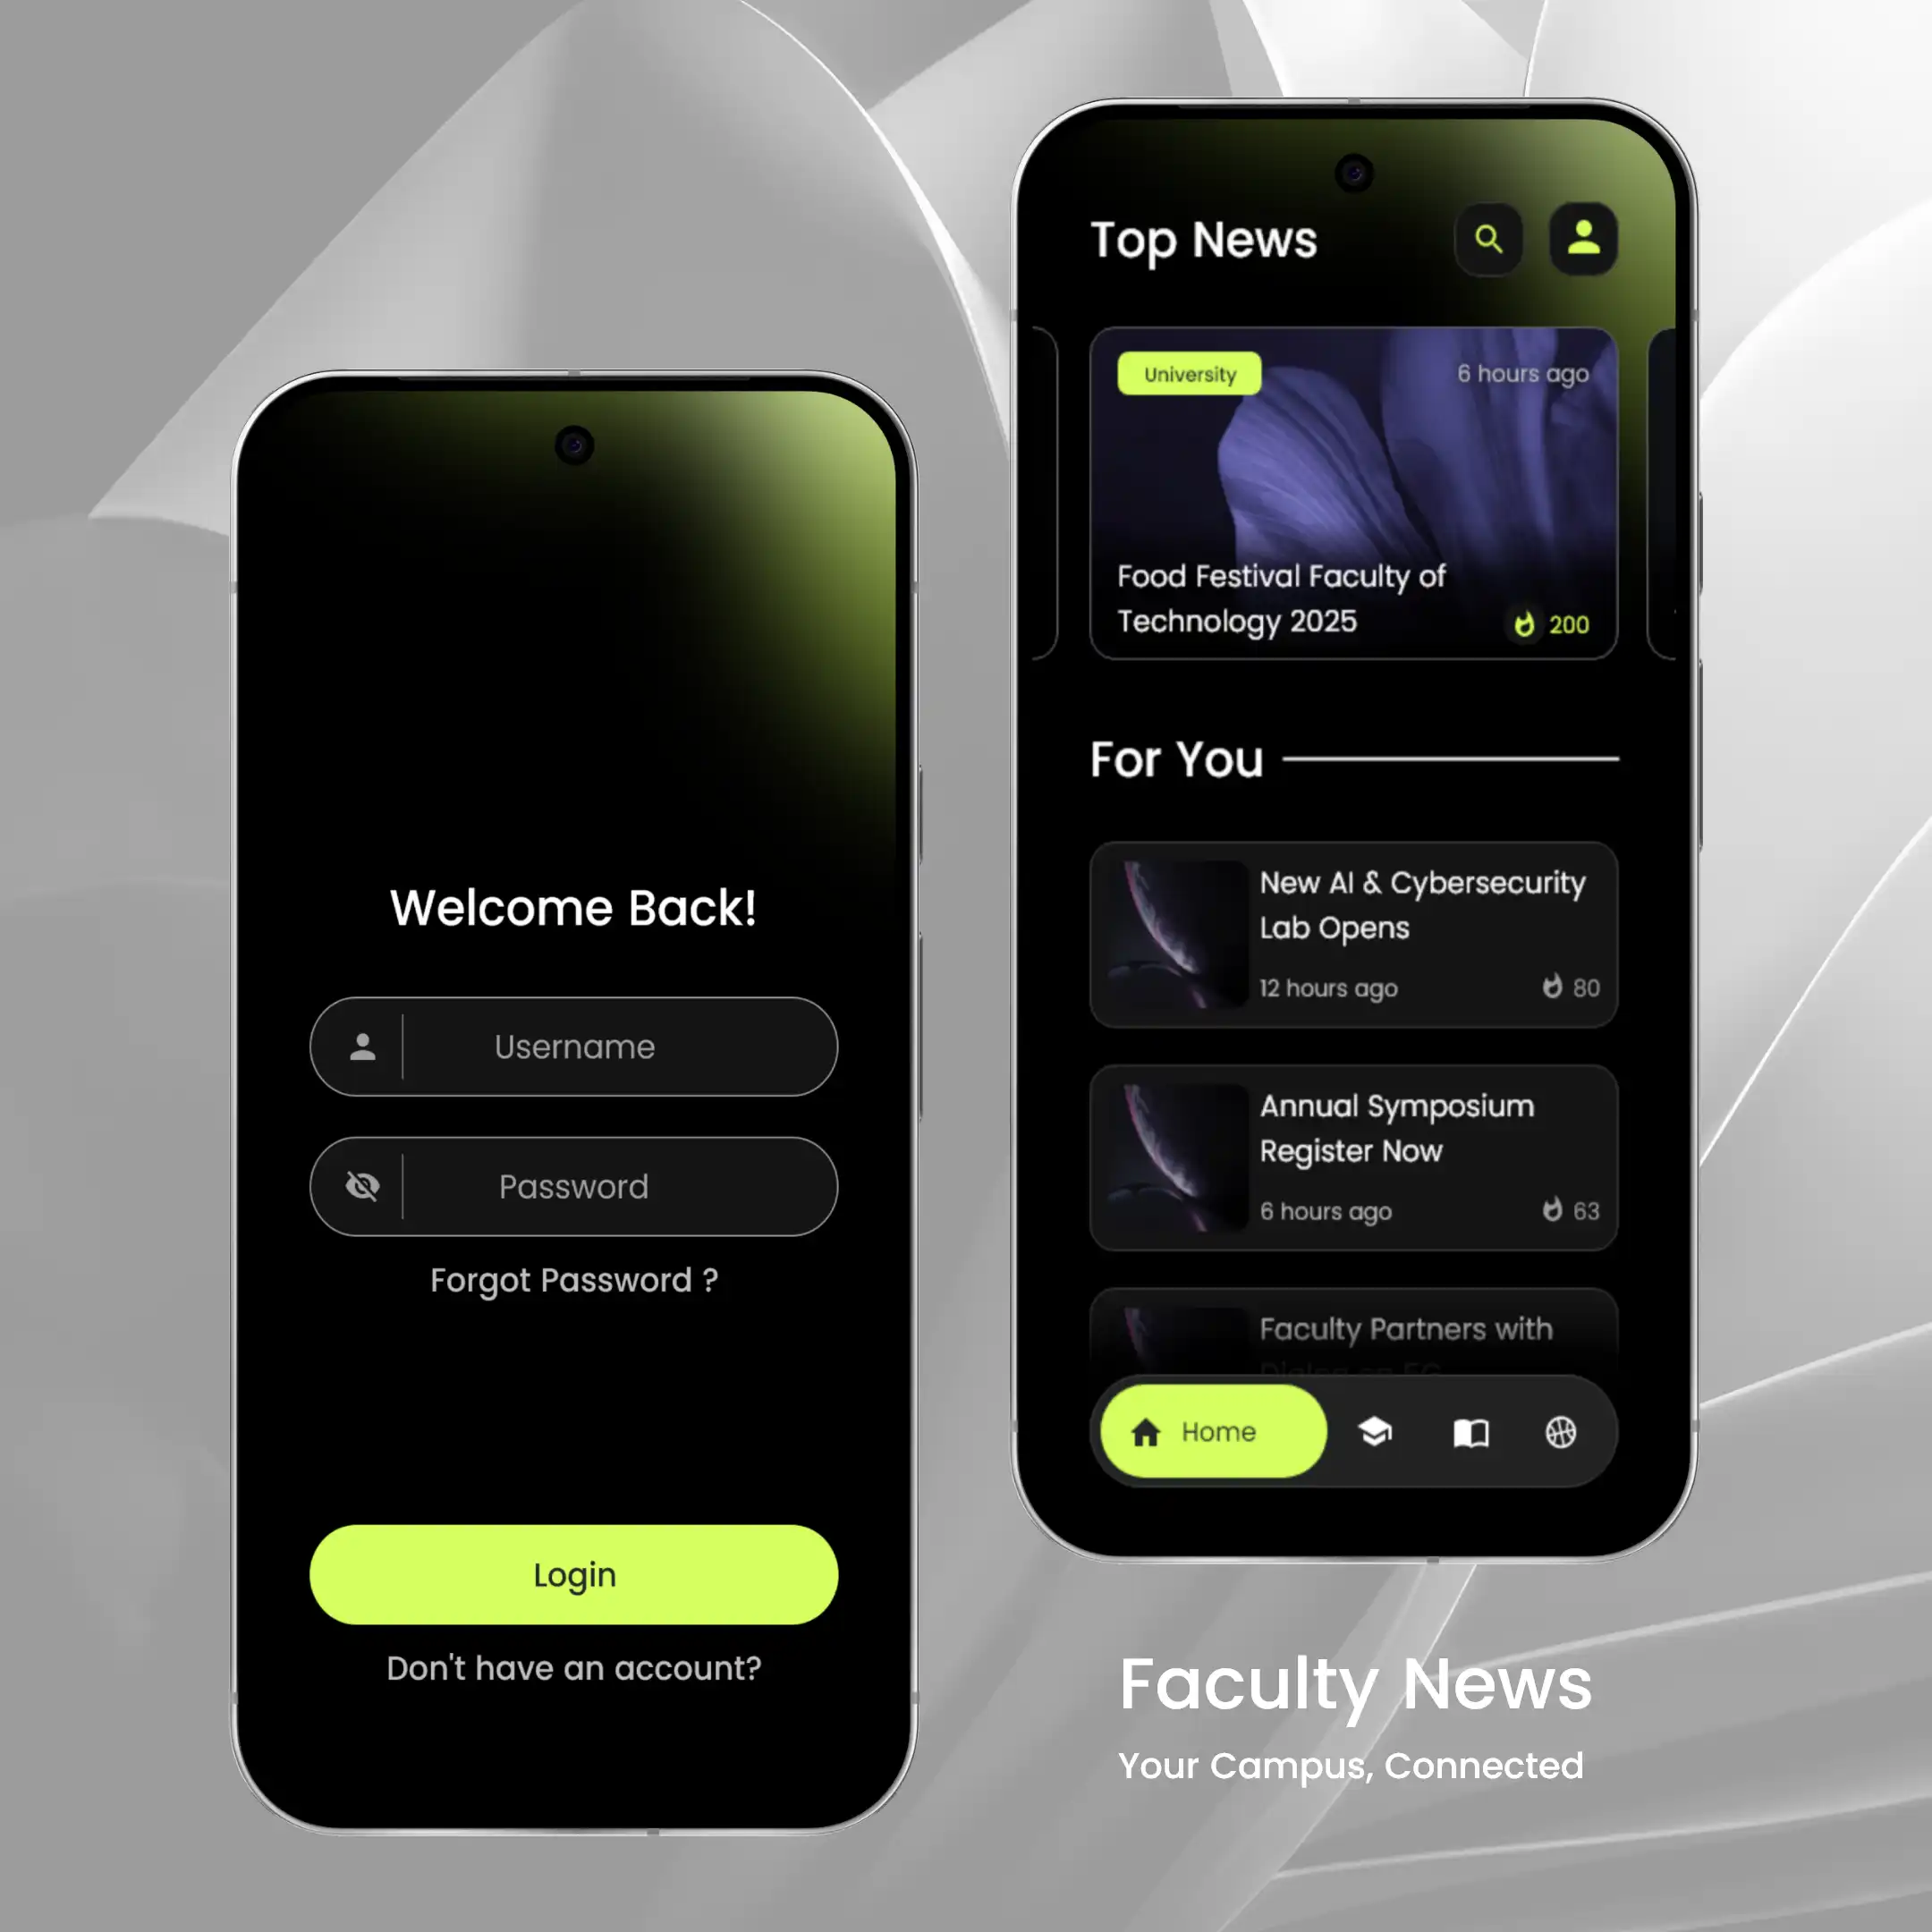 Welcome Back!
Username
Password
Forgot Password ?
Login
Don't have an account?
Top News
University
6 hours ago
Food Festival Faculty of
Technology 2025
200
For You
New AI & Cybersecurity
Lab Opens
12 hours ago
80
Annual Symposium
Register Now
6 hours ago
63
Faculty Partners with
Home
Faculty News
Your Campus, Connected